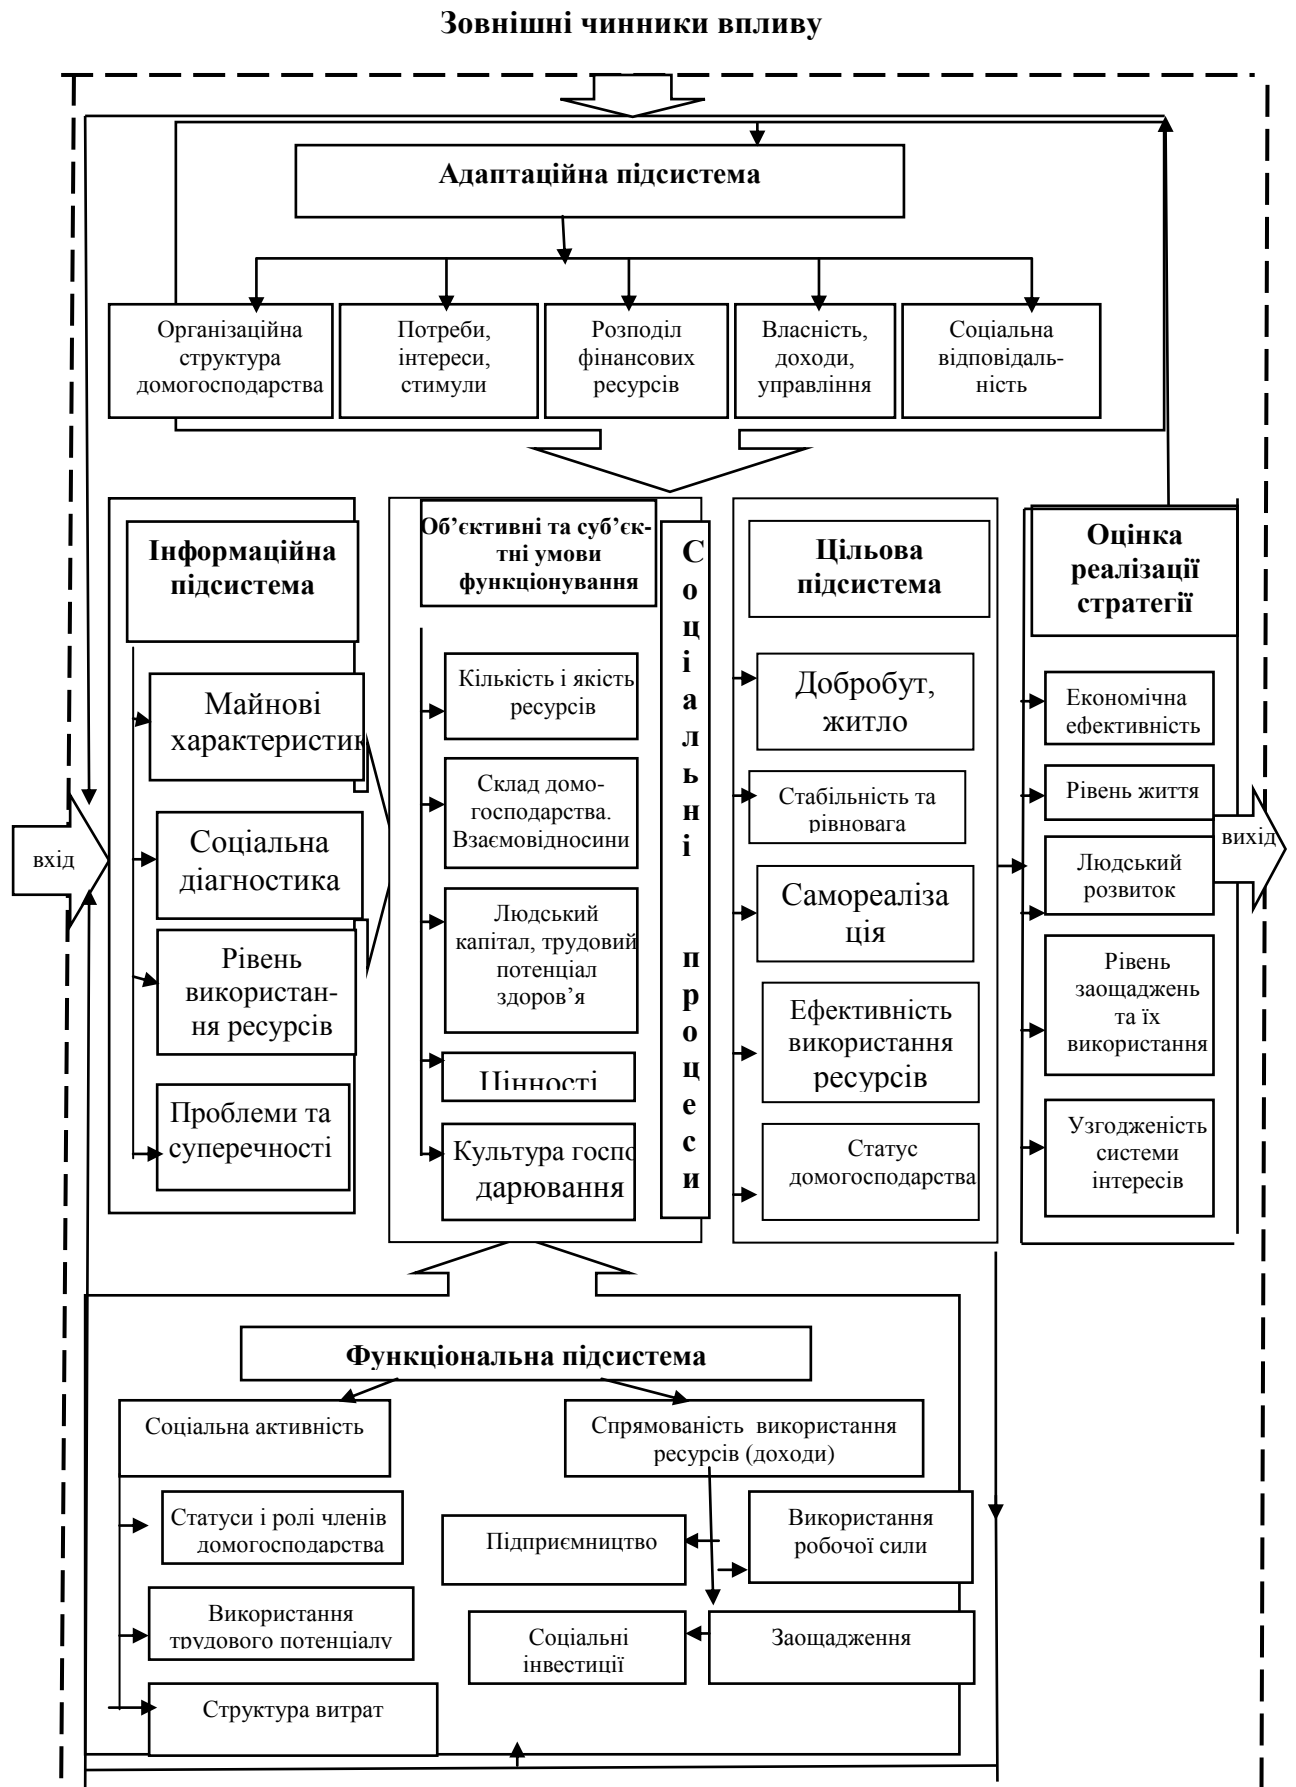 Зовнішні чинники впливу
Адаптаційна підсистема
Організаційна
структура
домогосподарства
Потреби,
інтереси,
стимули
Розподіл
фінансових
ресурсів
Власність,
доходи,
управління
Соціальна
відповідаль-
ність
вхід
Інформаційна
підсистема
Майнові
характеристик
Соціальна
діагностика
Рівень
використан-
ня ресурсів
Проблеми та
суперечності
Об’єктивні та суб’єк-
тні умови
функціонування
Кількість і якість
ресурсів
Склад домо-
господарства.
Взаємовідносини
Людський
капітал, трудовий
потенціал
здоров’я
Цінності
Культура госпо
дарювання
Соціальні процеси
Цільова
підсистема
Добробут,
житло
Стабільність та
рівновага
Самореаліза
ція
Ефективність
використання
ресурсів
Статус
домогосподарства
Оцінка
реалізації
стратегії
Економічна
ефективність
Рівень життя
Людський
розвиток
Рівень
заощаджень
та їх
використання
Узгодженість
системи
інтересів
вихід
Функціональна підсистема
Соціальна активність
Статуси і ролі членів
домогосподарства
Використання
трудового потенціалу
Структура витрат
Спрямованість використання
ресурсів (доходи)
Підприємництво
Використання
робочої сили
Соціальні
інвестиції
Заощадження